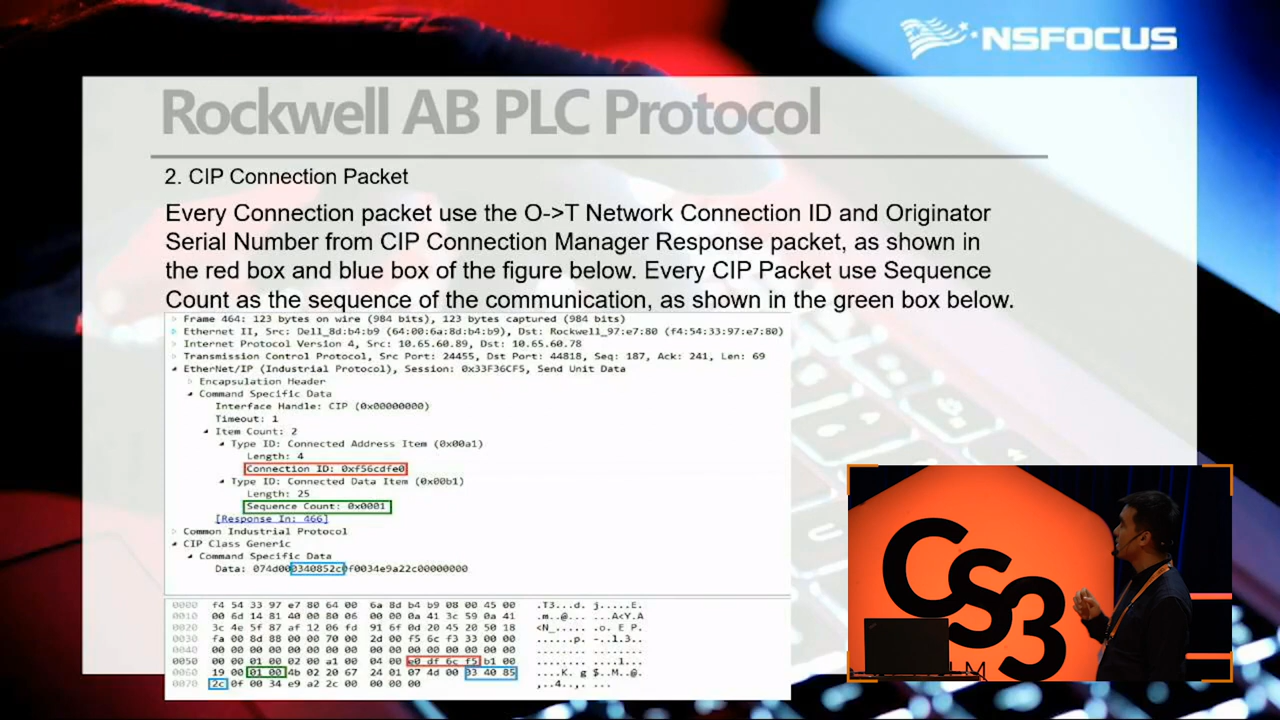 NSFOCUS
Rockwell AB PLC Protocol
2. CIP Connection Packet
Every Connection packet use the O->T Network Connection ID and Originator
Serial Number from CIP Connection Manager Response packet, as shown in
the red box and blue box of the figure below. Every CIP Packet use Sequence
Count as the sequence of the communication, as shown in the green box below.
Frame 464: 123 bytes on wire (984 bits), 123 bytes captured (984 bits)
Ethernet II, Src: Dell_8d:b4:b9 (64:00:6a:8d:b4:b9), Dst: Rockwell_97:e7:80 (f4:54:33:97:e7:80)
Internet Protocol Version 4, Src: 10.65.60.89, Dst: 10.65.60.78
Transmission Control Protocol, Src Port: 24455, Dst Port: 44818, Seq: 187, Ack: 241, Len: 69
EtherNet/IP (Industrial Protocol), Session: 0x33F36CF5, Send Unit Data
Encapsulation Header
Command Specific Data
Interface Handle: CIP (0x00000000)
Timeout: 1
Item Count: 2
Type ID: Connected Address Item (0x00a1)
Length: 4
Connection ID: 0xf56cdfe0
Type ID: Connected Data Item (0x00b1)
Length: 25
Sequence Count: 0x0001
[Response In: 466]
Common Industrial Protocol
CIP Class Generic
Command Specific Data
Data: 074d000340852c0f0034e9a22c00000000
0000 f4 54 33 97 e7 80 64 00 6a 8d b4 b9 08 00 45 00 .T3...d. j.....E.
0010 00 6d 14 81 40 00 80 06 00 00 0a 41 3c 59 0a 41 .m..@... ...A<Y.A
0020 3c 4e 5f 87 af 12 06 fd 91 6f 0d 20 45 20 50 18 <N_..... .o. E P.
0030 fa 00 8d 88 00 00 70 00 2d 00 f5 6c f3 33 00 00 ......p. -..l.3..
0040 00 00 00 00 00 00 00 00 00 00 00 00 00 00 00 00 ........ ........
0050 00 00 01 00 02 00 a1 00 04 00 e0 df 6c f5 b1 00 ........ ....l...
0060 19 00 01 00 4b 02 20 67 24 01 07 4d 00 03 40 85 ....K. g $..M..@.
0070 2c 0f 00 34 e9 a2 2c 00 00 00 00 ,..4..,. ...
CS3